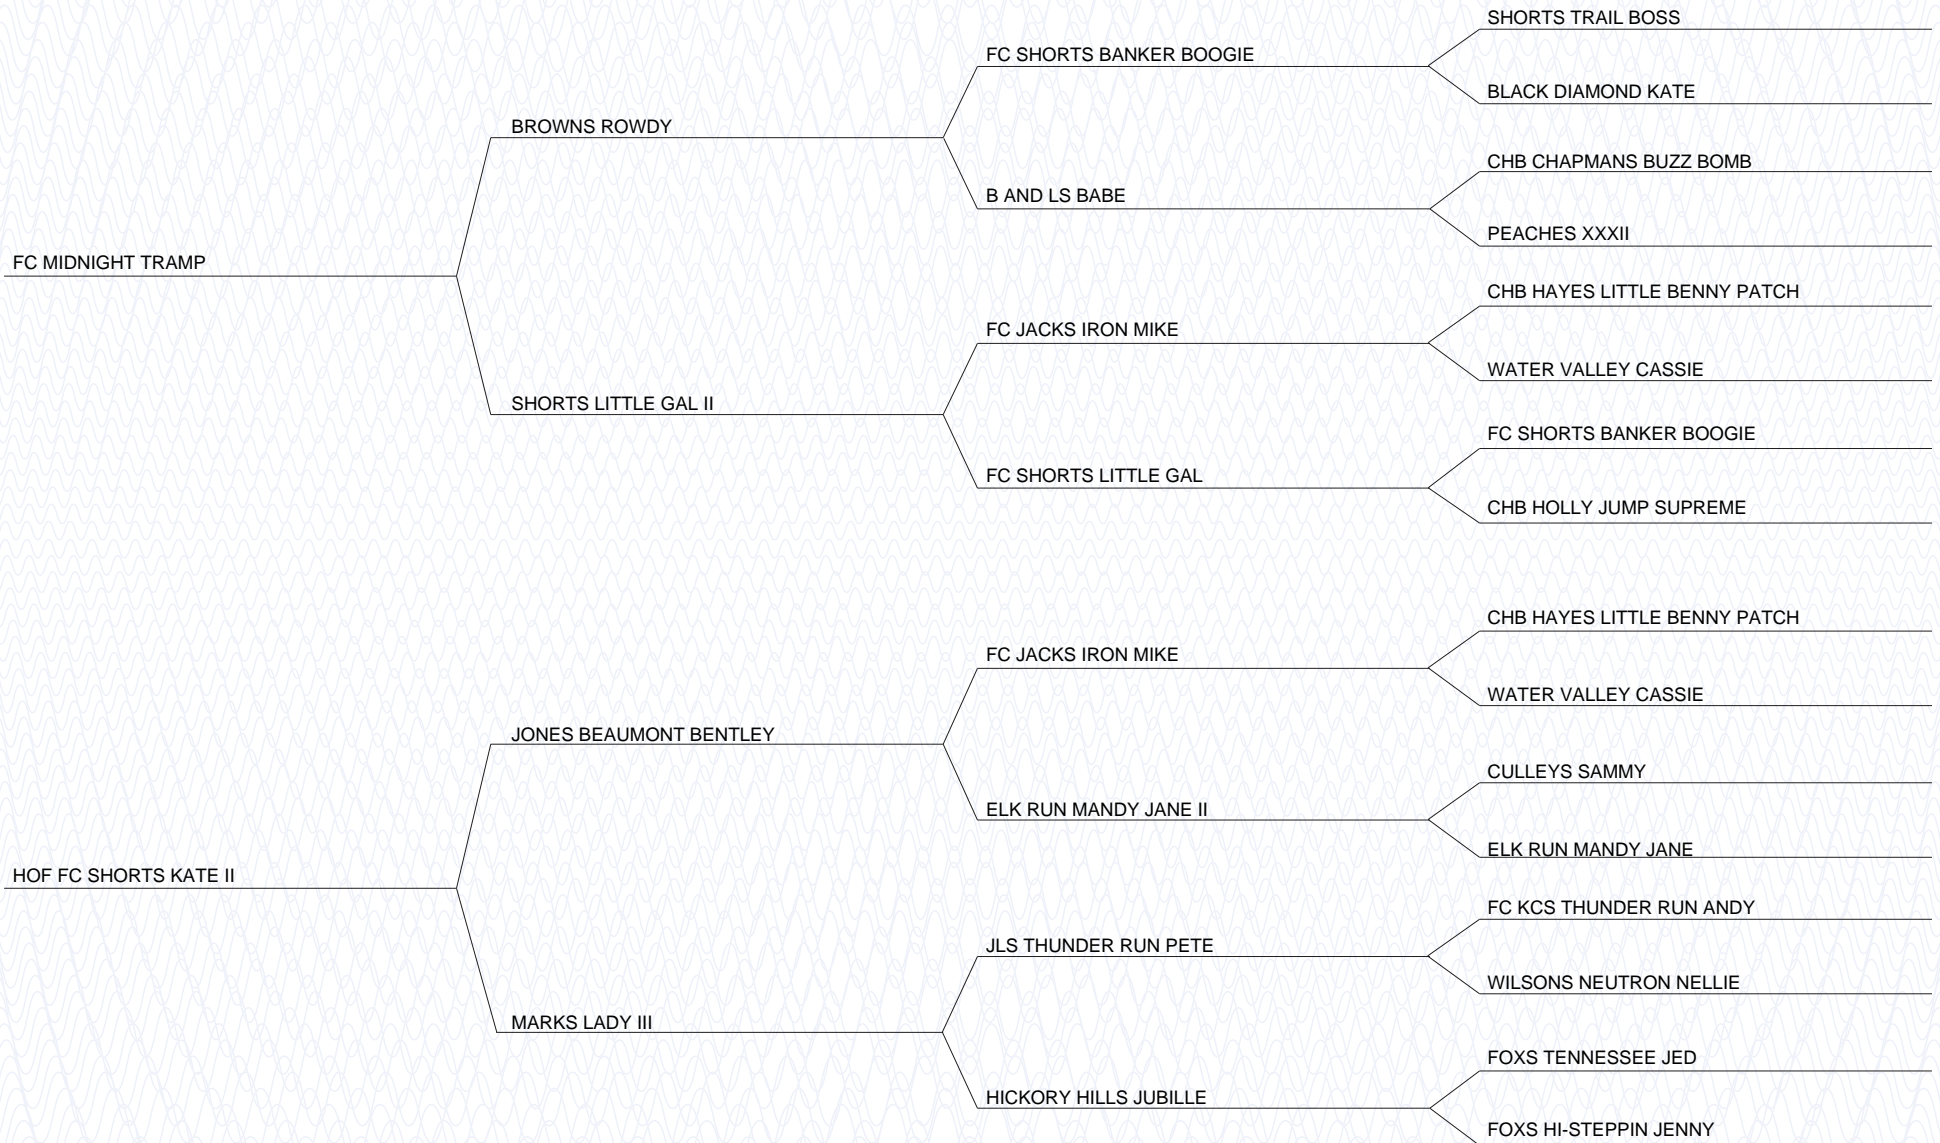 SHORTS TRAIL BOSS
FC SHORTS BANKER BOOGIE
BLACK DIAMOND KATE
BROWNS ROWDY
CHB CHAPMANS BUZZ BOMB
B AND LS BABE
PEACHES XXXII
FC MIDNIGHT TRAMP
CHB HAYES LITTLE BENNY PATCH
FC JACKS IRON MIKE
WATER VALLEY CASSIE
SHORTS LITTLE GAL II
FC SHORTS BANKER BOOGIE
FC SHORTS LITTLE GAL
CHB HOLLY JUMP SUPREME
CHB HAYES LITTLE BENNY PATCH
FC JACKS IRON MIKE
WATER VALLEY CASSIE
JONES BEAUMONT BENTLEY
CULLEYS SAMMY
ELK RUN MANDY JANE II
ELK RUN MANDY JANE
HOF FC SHORTS KATE II
FC KCS THUNDER RUN ANDY
JLS THUNDER RUN PETE
WILSONS NEUTRON NELLIE
MARKS LADY III
FOXS TENNESSEE JED
HICKORY HILLS JUBILLE
FOXS HI-STEPPIN JENNY